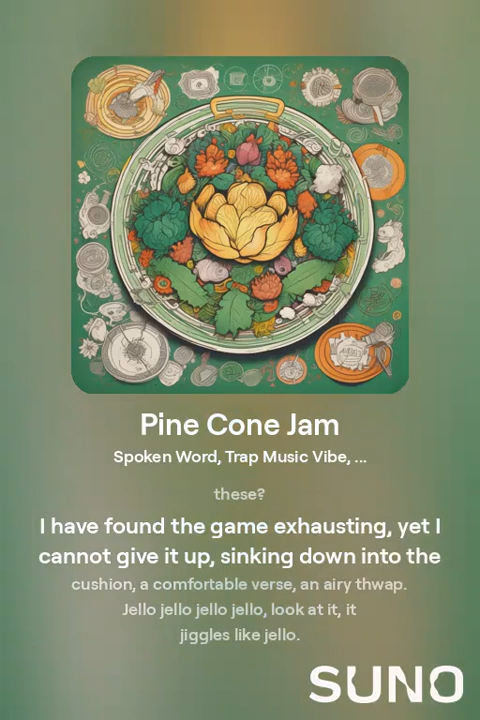 Pine Cone Jam
Spoken Word, Trap Music Vibe, ...
these?
I have found the game exhausting, yet I
cannot give it up, sinking down into the
cushion, a comfortable verse, an airy thwap.
Jello jello jello jello, look at it, it
jiggles like jello.
SUNO